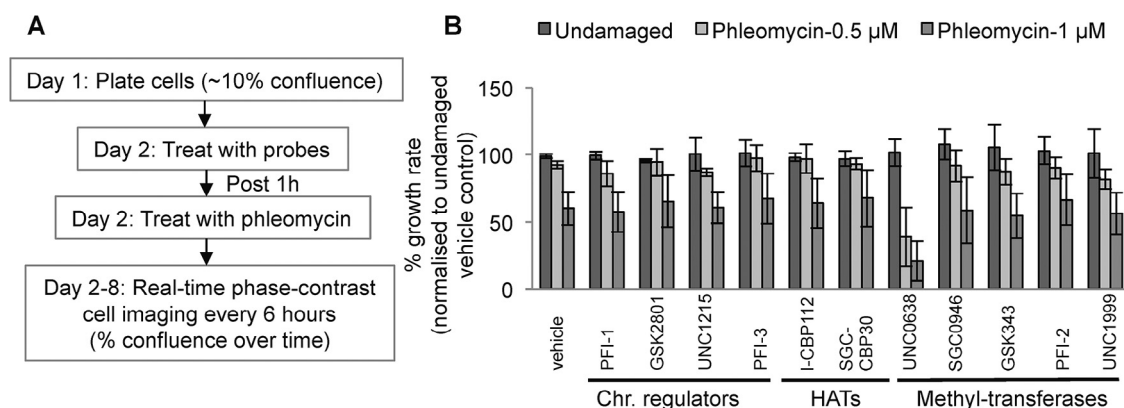 A
Day 1: Plate cells (~10% confluence)
Day 2: Treat with probes
Post 1h
Day 2: Treat with phleomycin
Day 2-8: Real-time phase-contrast
cell imaging every 6 hours
(% confluence over time)
B
Undamaged Phleomycin-0.5 µM Phleomycin-1 µM
% growth rate
(normalised to undamaged
vehicle control)
150
100
50
0
vehicle
PFI-1
GSK2801
UNC1215
PFI-3
I-CBP112
SGC-
CBP30
UNC0638
SGC0946
GSK343
PFI-2
UNC1999
Chr. regulators
HATs
Methyl-transferases